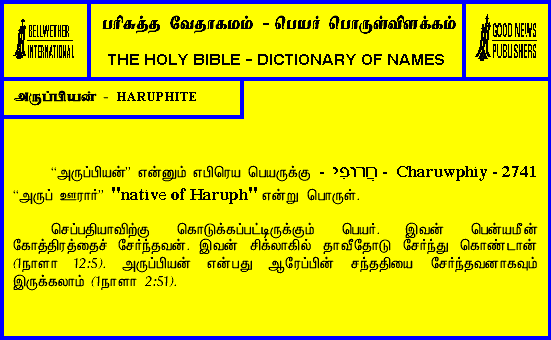 BELLWETHER
INTERNATIONAL
பரிசுத்த வேதாகமம் - பெயர் பொருள்விளக்கம்
THE HOLY BIBLE - DICTIONARY OF NAMES
GOOD NEWS
PUBLISHERS
அருப்பியன் - HARUPHITE
“அருப்பியன்” என்னும் எபிரெய பெயருக்கு - חֲרוּפִי - Charuwphiy - 2741
“அருப் ஊரார்” "native of Haruph" என்று பொருள்.
செப்பதியாவிற்கு கொடுக்கப்பட்டிருக்கும் பெயர். இவன் பென்யமீன்
கோத்திரத்தைச் சேர்ந்தவன். இவன் சிக்லாகில் தாவீதோடு சேர்ந்து கொண்டான்
(1நாளா 12:5). அருப்பியன் என்பது ஆரேப்பின் சந்ததியை சேர்ந்தவனாகவும்
இருக்கலாம் (1நாளா 2:51).